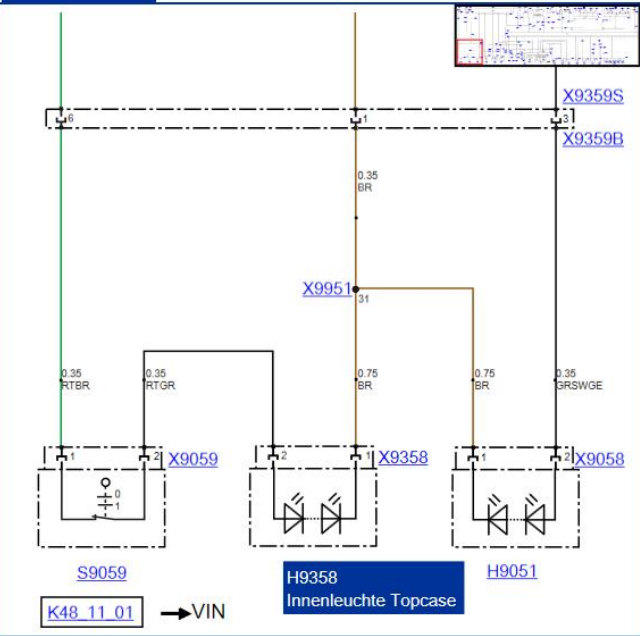 X9359S
6
1
3
X9359B
0.35
BR
X9951
31
0.35
RTBR
0.35
RTGR
0.75
BR
0.75
BR
0.35
GRSWGE
1
2
X9059
2
1
X9358
1
2
X9058
0
1
S9059
H9358
Innenleuchte Topcase
H9051
K48_11_01
VIN